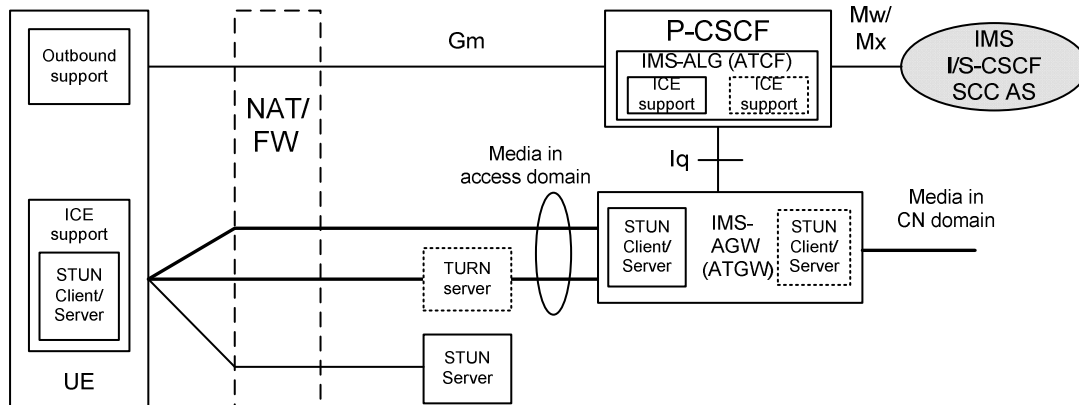 Outbound
support
NAT/
FW
Gm
P-CSCF
IMS-ALG (ATCF)
ICE
support
ICE
support
Mw/
Mx
IMS
I/S-CSCF
SCC AS
Iq
Media in
access domain
ICE
support
STUN
Client/
Server
UE
TURN
server
STUN
Server
STUN
Client/
Server
IMS-
AGW
(ATGW)
STUN
Client/
Server
Media in
CN domain